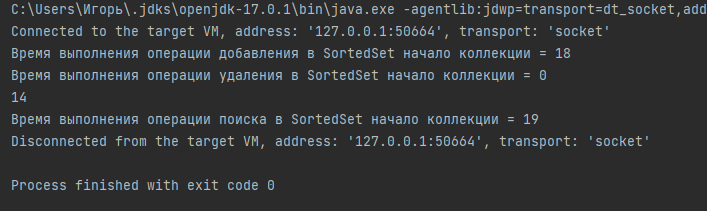 C:\Users\Игорь\.jdks\openjdk-17.0.1\bin\java.exe -agentlib:jdwp=transport=dt_socket,add
Connected to the target VM, address: '127.0.0.1:50664', transport: 'socket'
Время выполнения операции добавления в SortedSet начало коллекции = 18
Время выполнения операции удаления в SortedSet начало коллекции = 0
14
Время выполнения операции поиска в SortedSet начало коллекции = 19
Disconnected from the target VM, address: '127.0.0.1:50664', transport: 'socket'
Process finished with exit code 0